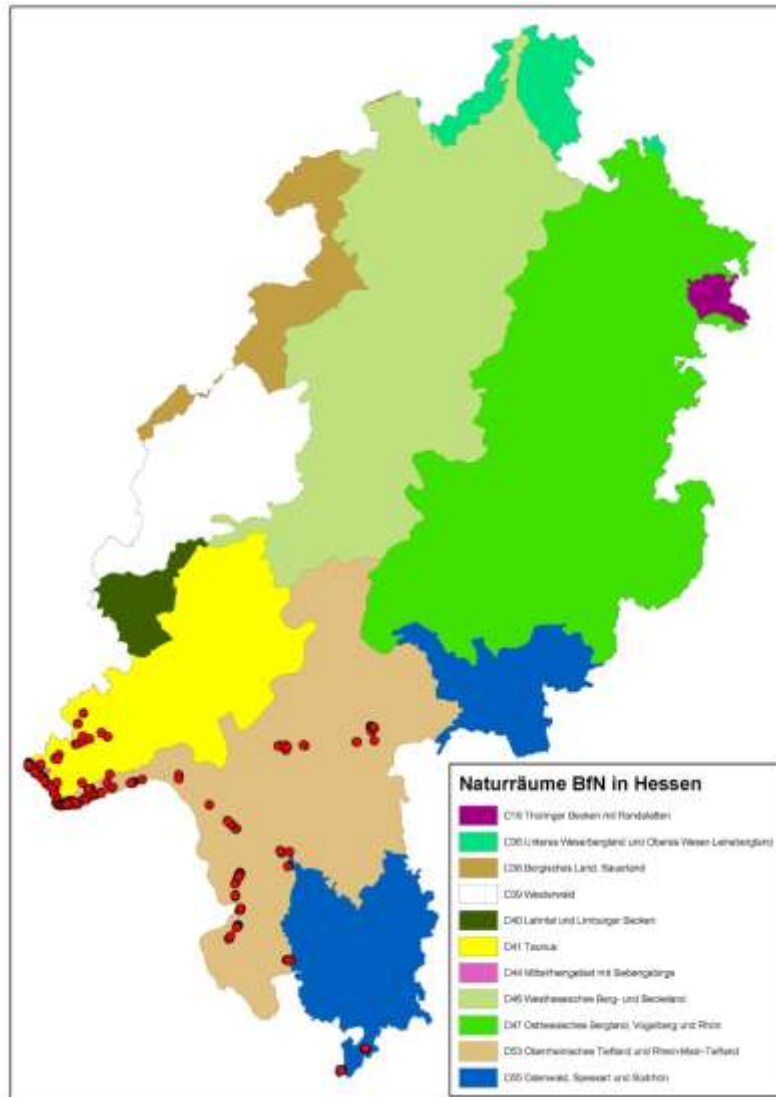 Naturräume BfN in Hessen
D18 Thüringer Becken mit Randplatten
D36 Unteres Weserbergland und Oberes Weser-Leinebergland
D38 Bergisches Land, Sauerland
D39 Westerwald
D40 Lahntal und Limburger Becken
D41 Taunus
D44 Mittelrheingebiet mit Siebengebirge
D46 Westhessisches Berg- und Beckenland
D47 Osthessisches Bergland, Vogelsberg und Rhön
D53 Oberrheinisches Tiefland und Rhein-Main-Tiefland
D55 Odenwald, Spessart und Südrhön